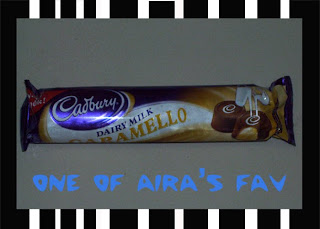 Cadbury
DAIRY MILK
CARAMELLO
ONE OF AIRA'S FAV